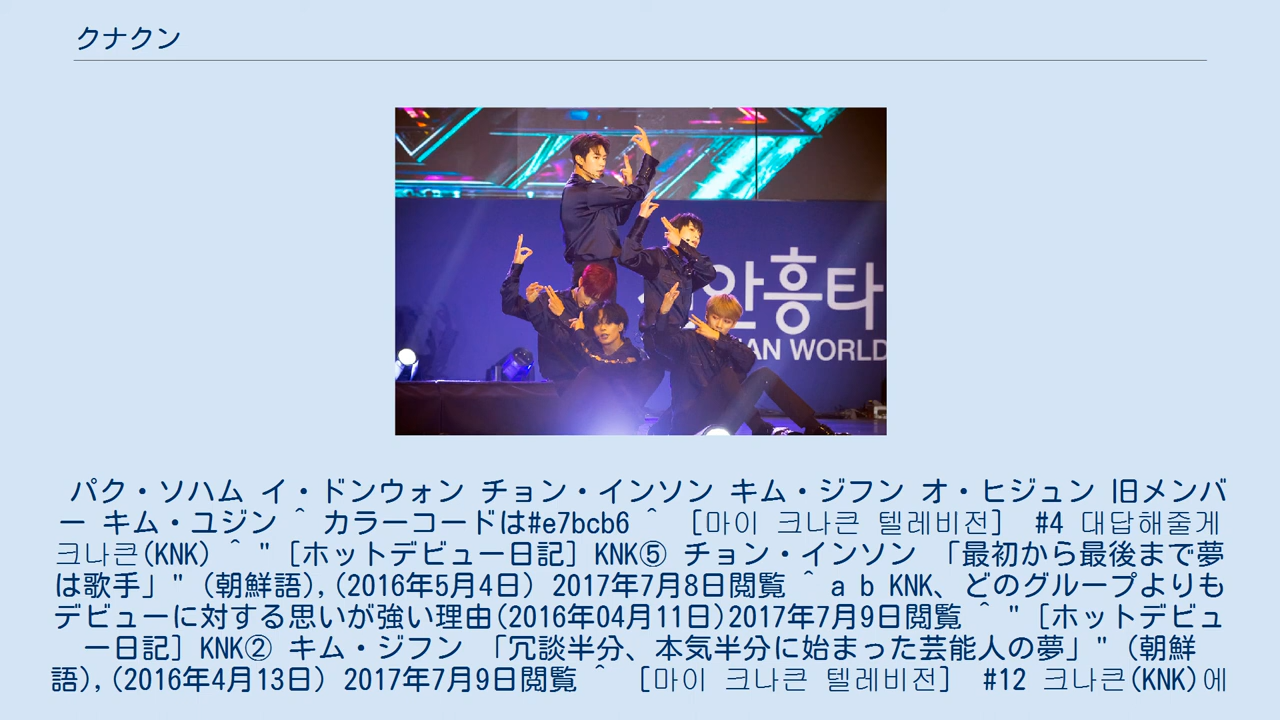 クナクン
안흥타
AN WORLD
パク・ソハム イ・ドンウォン チョン・インソン キム・ジフン オ・ヒジュン 旧メンバ
ー キム・ユジン ^ カラーコードは#e7bcb6 ^ [마이 크나큰 텔레비전] #4 대답해줄게
크나큰(KNK) ^ "［ホットデビュー日記］KNK⑤ チョン・インソン 「最初から最後まで夢
は歌手」" (朝鮮語),(2016年5月4日) 2017年7月8日閲覧 ^ a b KNK、どのグループよりも
デビューに対する思いが強い理由(2016年04月11日)2017年7月9日閲覧 ^ "［ホットデビュ
ー日記］KNK② キム・ジフン 「冗談半分、本気半分に始まった芸能人の夢」" (朝鮮
語),(2016年4月13日) 2017年7月9日閲覧 ^ [마이 크나큰 텔레비전] #12 크나큰(KNK)에